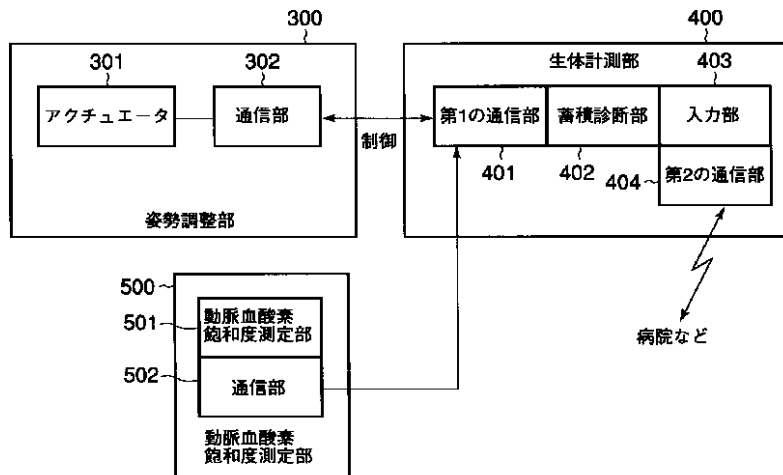 300
301
302
アクチュエータ
通信部
姿勢調整部
制御
400
生体計測部
403
第1の通信部
蓄積診断部
入力部
401
402
404
第2の通信部
病院など
500
501
動脈血酸素
飽和度測定部
502
通信部
動脈血酸素
飽和度測定部